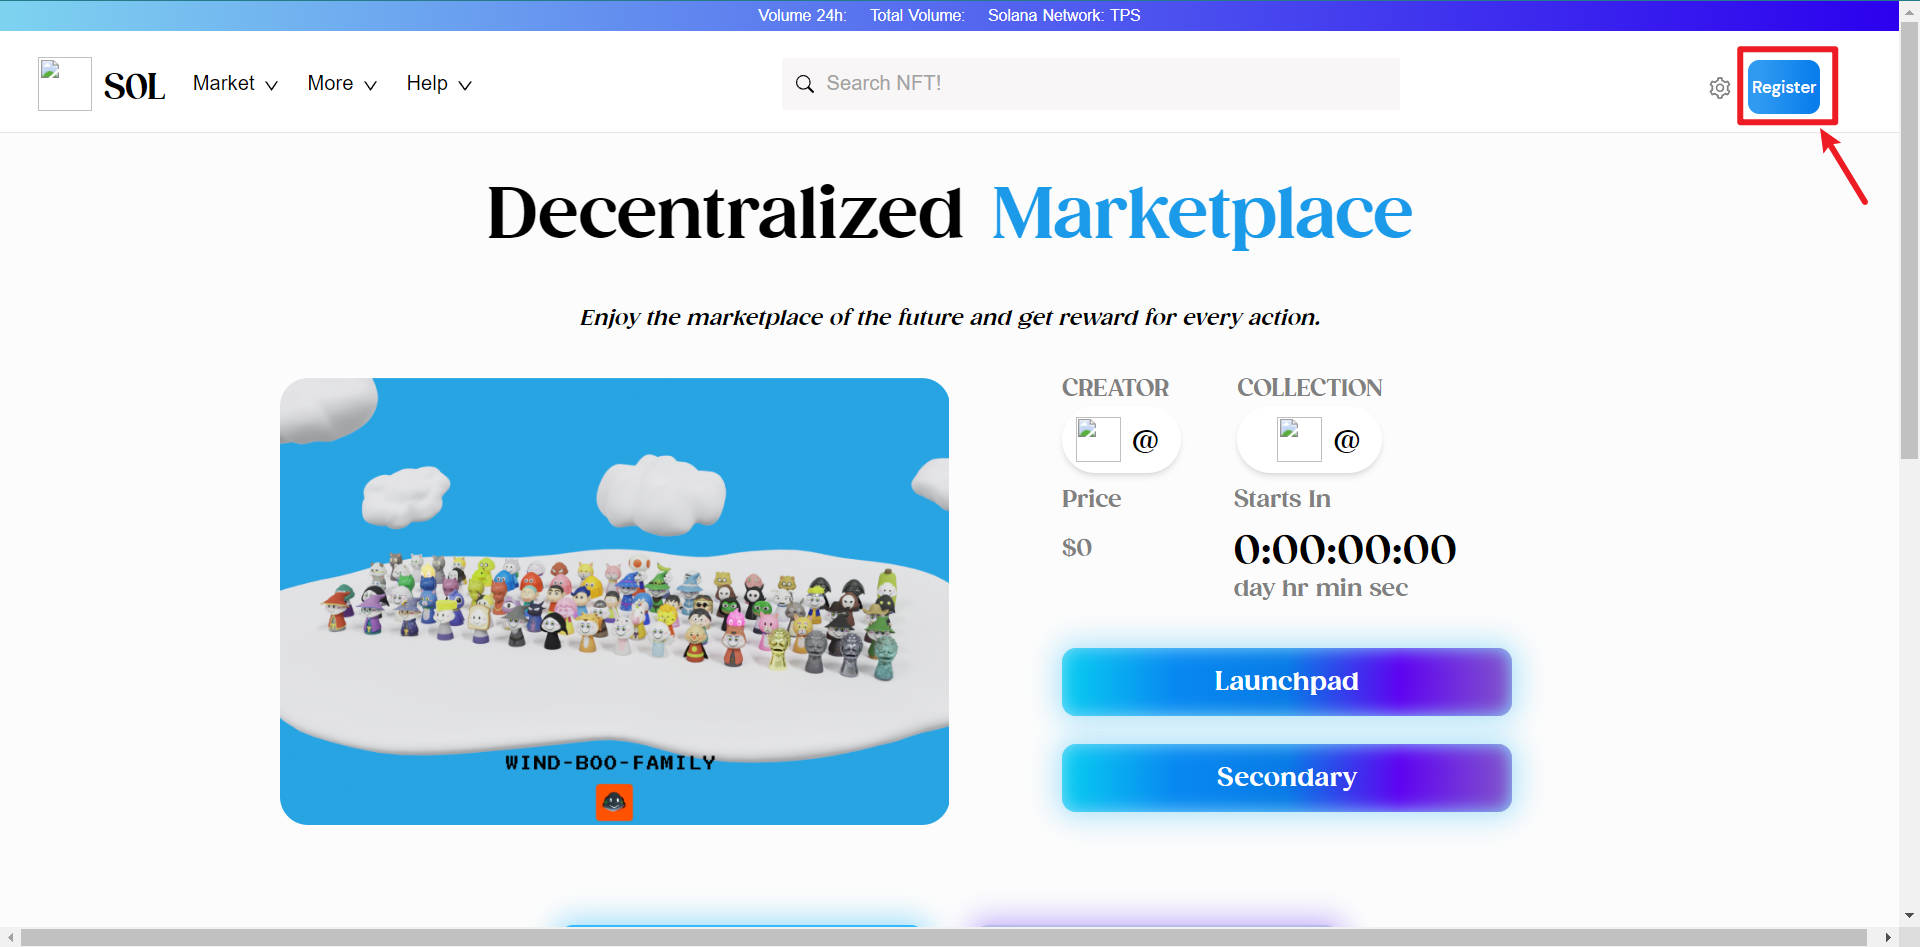 Volume 24h: Total Volume: Solana Network: TPS
SOL Market More Help Search NFT! Register
Decentralized Marketplace
Enjoy the marketplace of the future and get reward for every action.
CREATOR COLLECTION
@ @
Price Starts In
$0 0:00:00:00
day hr min sec
Launchpad
Secondary
WIND-BOO-FAMILY